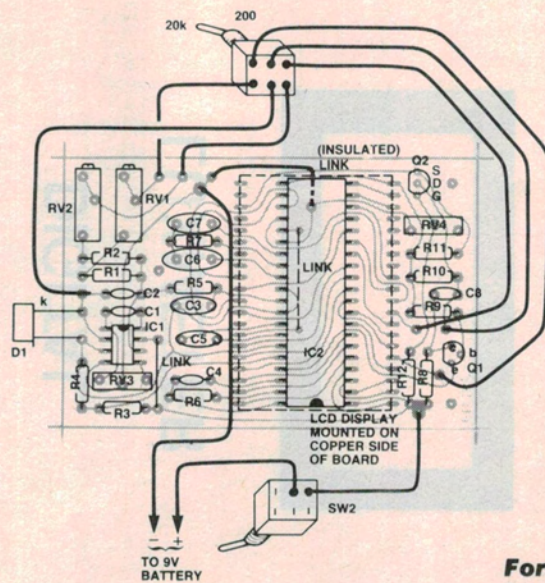 200
20k
(INSULATED)
LINK
Q2
S
D
G
RV2
RV1
C7
R7
C6
R2
R1
R5
C3
C2
C1
IC1
k
D1
C5
LINK
RV3
R4
R3
C4
R6
LINK
IC2
RV4
R11
R10
C8
R9
c
b
e
Q1
R12
R8
LCD DISPLAY
MOUNTED ON
COPPER SIDE
OF BOARD
SW2
− +
TO 9V
BATTERY
For